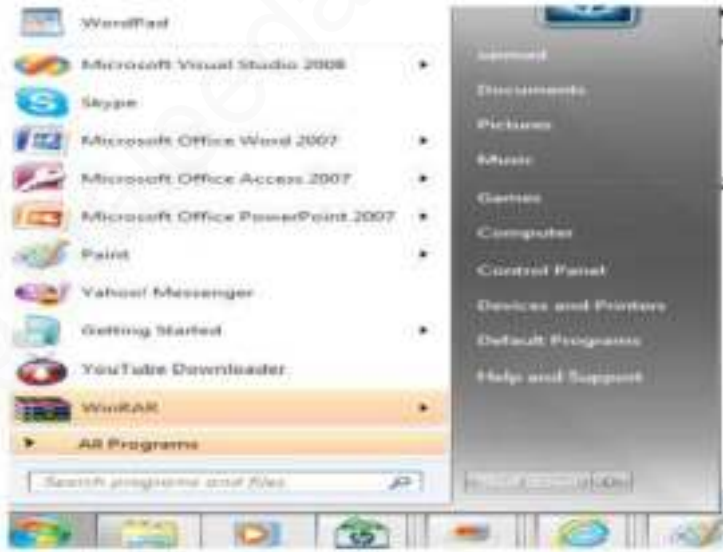 WordPad
Microsoft Visual Studio 2008
Skype
Microsoft Office Word 2007
Microsoft Office Access 2007
Microsoft Office PowerPoint 2007
Paint
Yahoo! Messenger
Getting Started
YouTube Downloader
WinRAR
All Programs
Search programs and files
Documents
Pictures
Music
Games
Computer
Control Panel
Devices and Printers
Default Programs
Help and Support